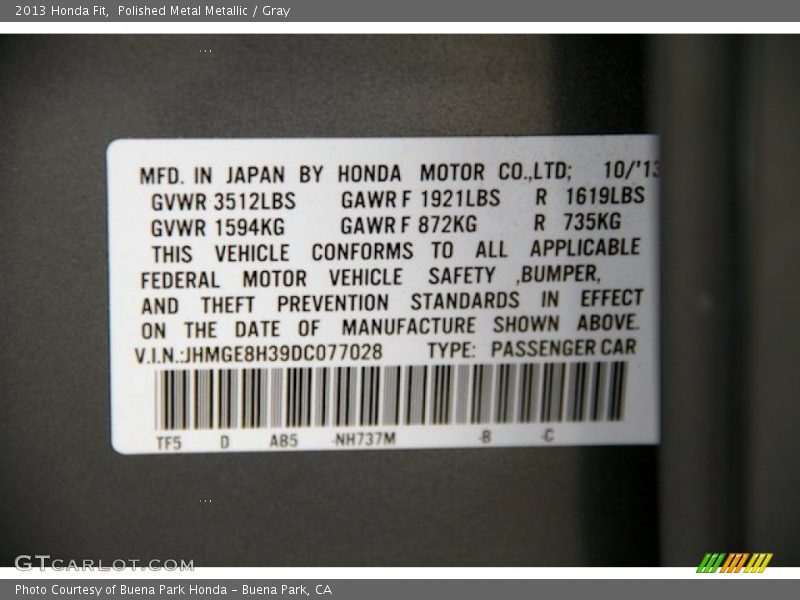 2013 Honda Fit,  Polished Metal Metallic / Gray
MFD. IN JAPAN BY HONDA MOTOR CO.,LTD; 10/'13
GVWR 3512LBS GAWR F 1921LBS R 1619LBS
GVWR 1594KG GAWR F 872KG R 735KG
THIS VEHICLE CONFORMS TO ALL APPLICABLE
FEDERAL MOTOR VEHICLE SAFETY ,BUMPER,
AND THEFT PREVENTION STANDARDS IN EFFECT
ON THE DATE OF MANUFACTURE SHOWN ABOVE.
V.I.N.:JHMGE8H39DC077028 TYPE: PASSENGER CAR
TF5 D AB5 -NH737M -B -C
GTCARLOT.COM
Photo Courtesy of Buena Park Honda - Buena Park, CA